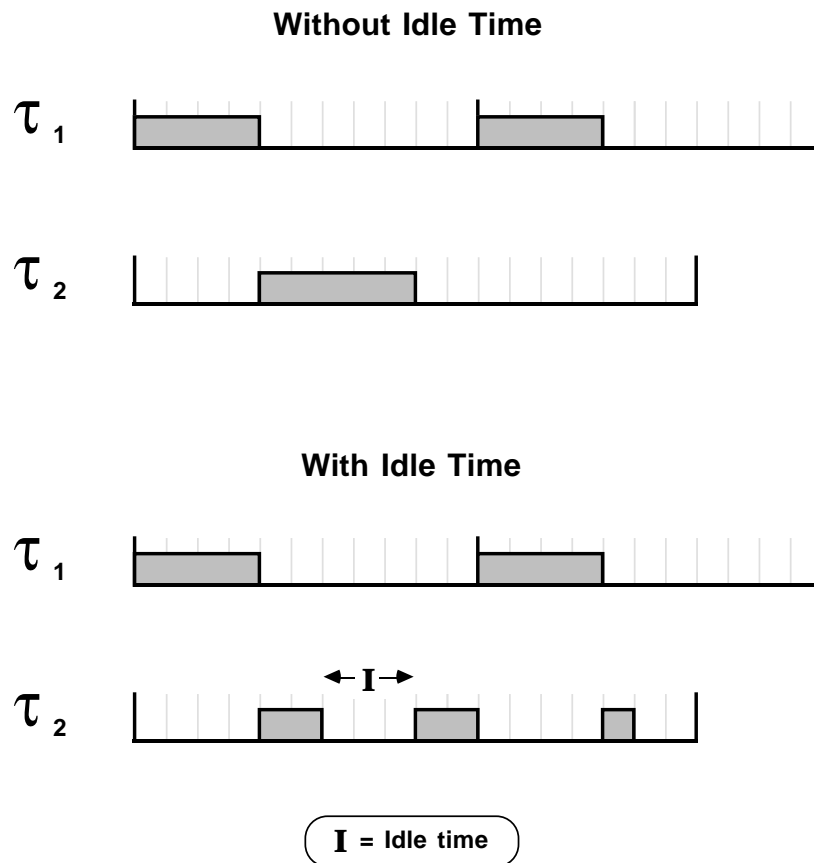 Without Idle Time
τ 1
τ 2
With Idle Time
τ 1
I
τ 2
I = Idle time